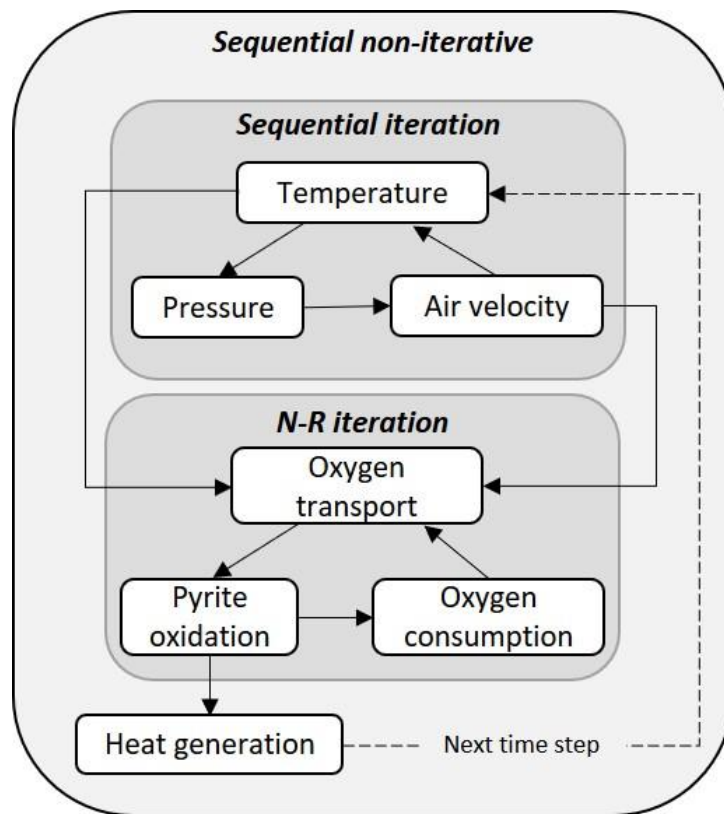 Sequential non-iterative
Sequential iteration
Temperature
Pressure
Air velocity
N-R iteration
Oxygen
transport
Pyrite
oxidation
Oxygen
consumption
Heat generation
Next time step